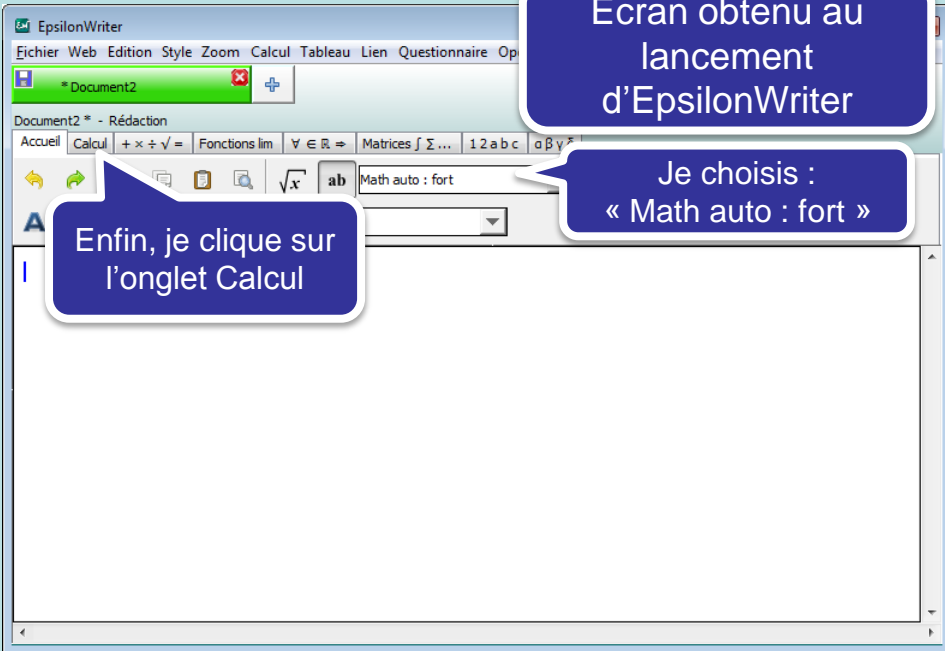 EpsilonWriter
Ecran obtenu au
lancement
d'EpsilonWriter
Fichier Web Edition Style Zoom Calcul Tableau Lien Questionnaire Op
* Document2
Document2 * - Rédaction
Accueil Calcul + × ÷ √ = Fonctions lim ∀ ∈ ℝ ⇒ Matrices ∫ Σ ... 1 2 a b c α β γ δ
√x ab Math auto : fort
Je choisis :
« Math auto : fort »
A
Enfin, je clique sur
l'onglet Calcul